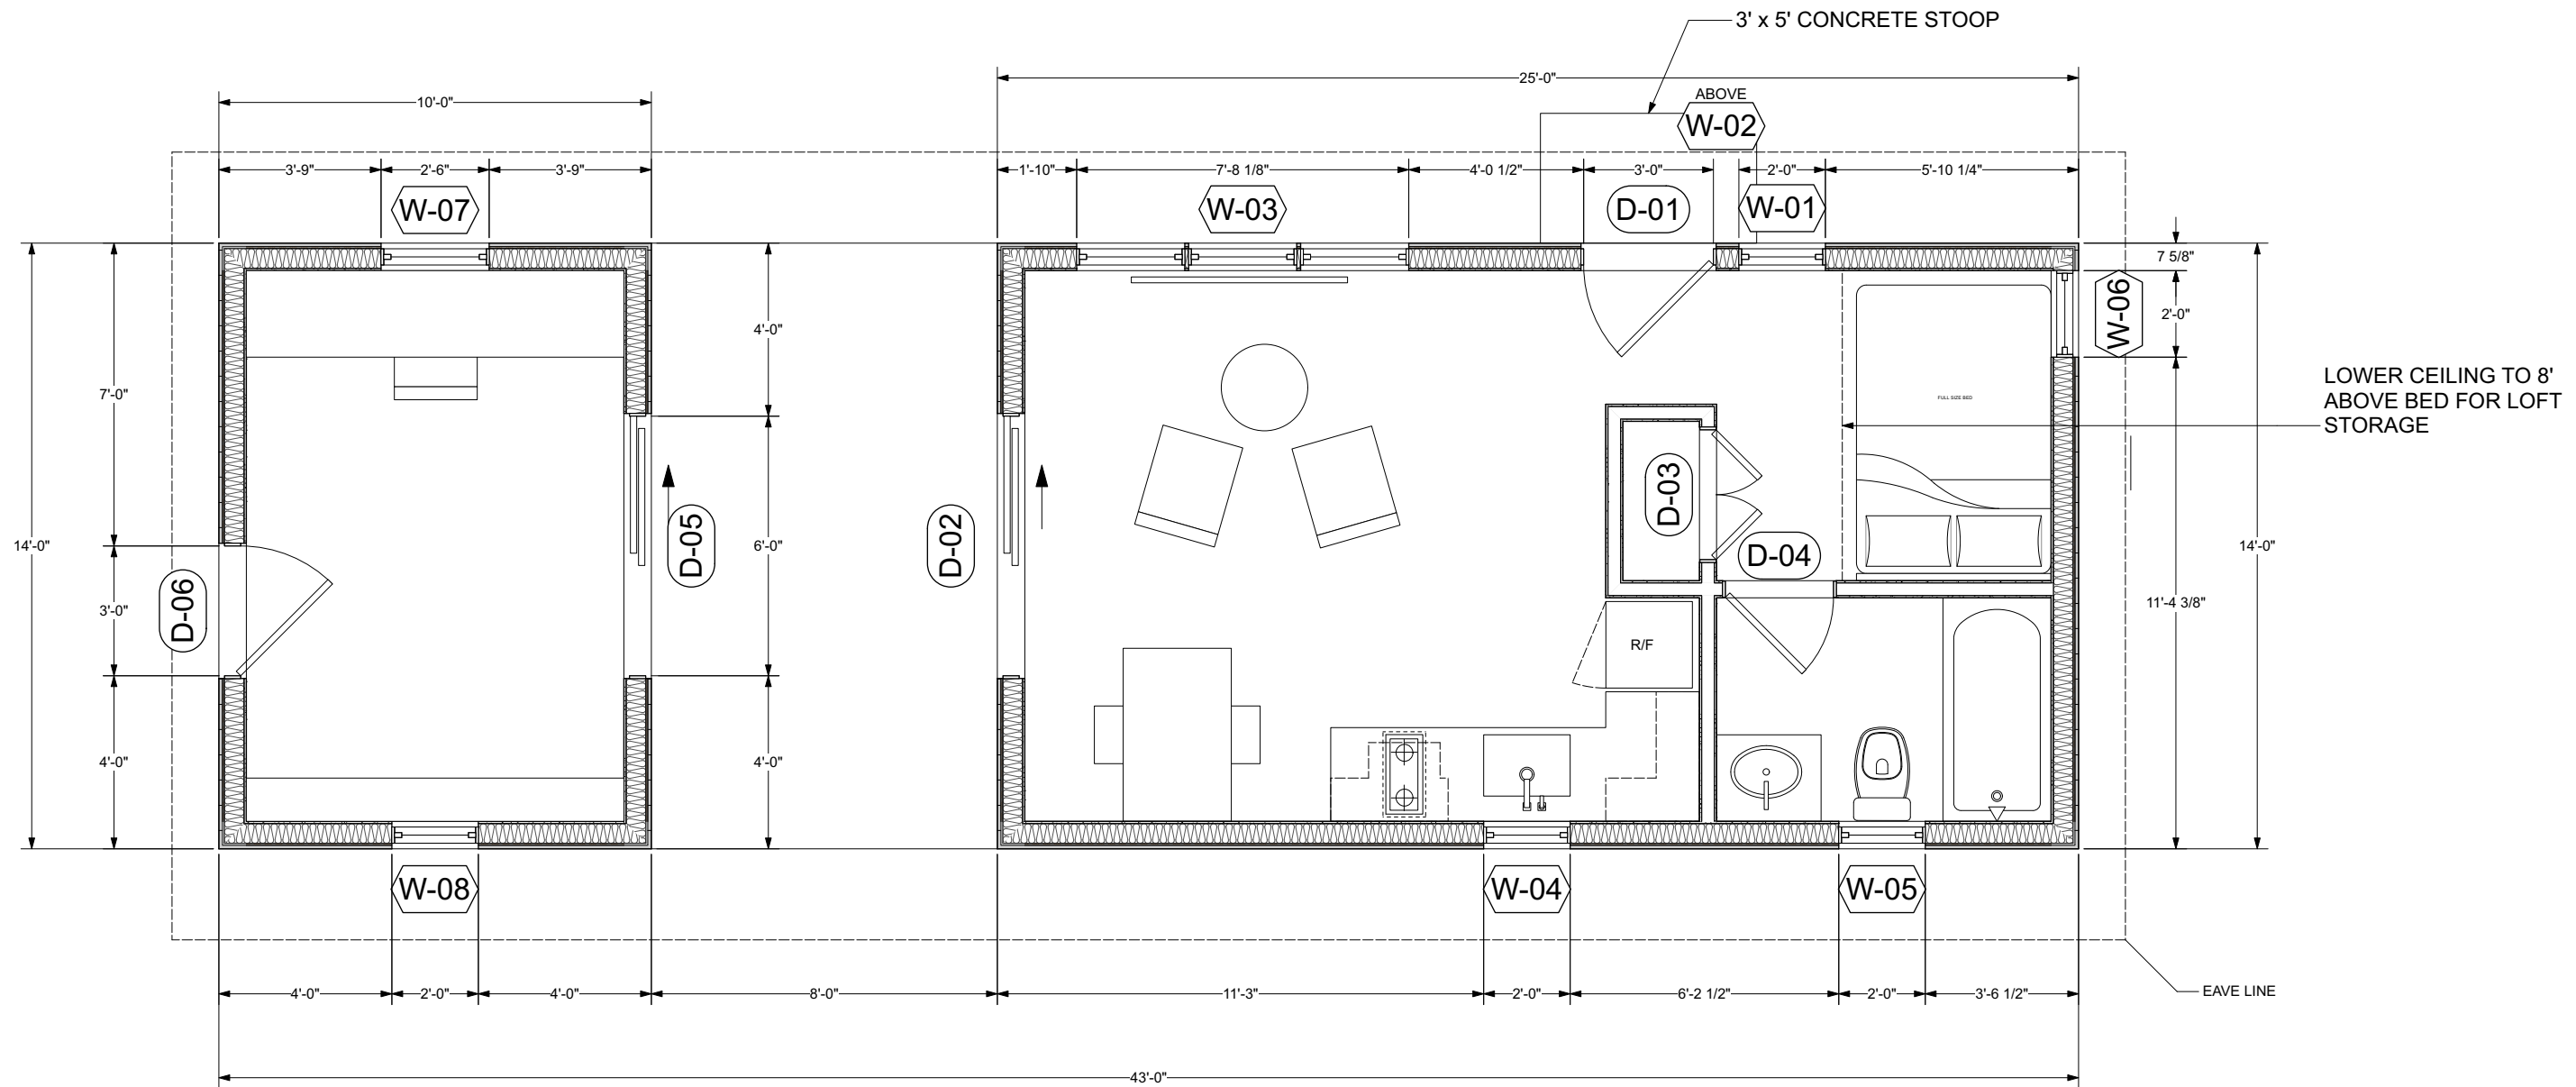 3' x 5' CONCRETE STOOP
25'-0"
10'-0"
ABOVE
W-02
3'-9"
2'-6"
3'-9"
1'-10"
7'-8 1/8"
4'-0 1/2"
3'-0"
2'-0"
5'-10 1/4"
W-07
W-03
D-01
W-01
7 5/8"
W-06
2'-0"
4'-0"
LOWER CEILING TO 8'
ABOVE BED FOR LOFT
STORAGE
7'-0"
FULL SIZE BED
D-03
14'-0"
D-05
6'-0"
D-02
D-04
14'-0"
D-06
3'-0"
11'-4 3/8"
R/F
4'-0"
4'-0"
W-08
W-04
W-05
4'-0"
2'-0"
4'-0"
8'-0"
11'-3"
2'-0"
6'-2 1/2"
2'-0"
3'-6 1/2"
EAVE LINE
43'-0"